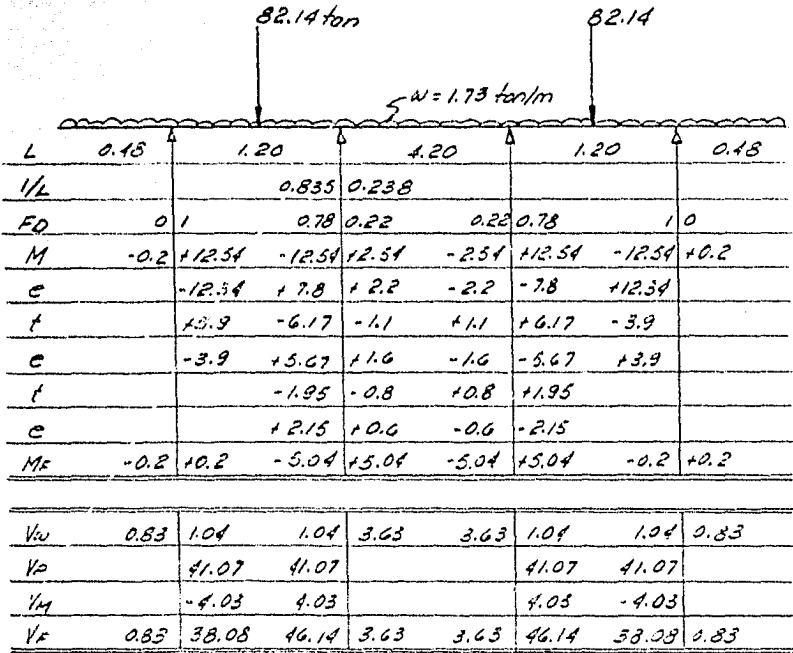 82.14 ton 82.14
w = 1.73 ton/m
L 0.48 1.20 4.20 1.20 0.48
1/L 0.835 0.238
FD 0 1 0.78 0.22 0.22 0.78 1 0
M -0.2 +12.54 -12.54 +2.54 -2.54 +12.54 -12.54 +0.2
e -12.34 +7.8 +2.2 -2.2 -7.8 +12.34
t +3.9 -6.17 -1.1 +1.1 +6.17 -3.9
e -3.9 +5.67 +1.6 -1.6 -5.67 +3.9
t -1.95 -0.8 +0.8 +1.95
e +2.15 +0.6 -0.6 -2.15
MF -0.2 +0.2 -5.04 +5.04 -5.04 +5.04 -0.2 +0.2
Vw 0.83 1.04 1.04 3.63 3.63 1.04 1.04 0.83
VP 41.07 41.07 41.07 41.07
VM -4.03 4.03 4.03 -4.03
VF 0.83 38.08 46.14 3.63 3.63 46.14 38.08 0.83